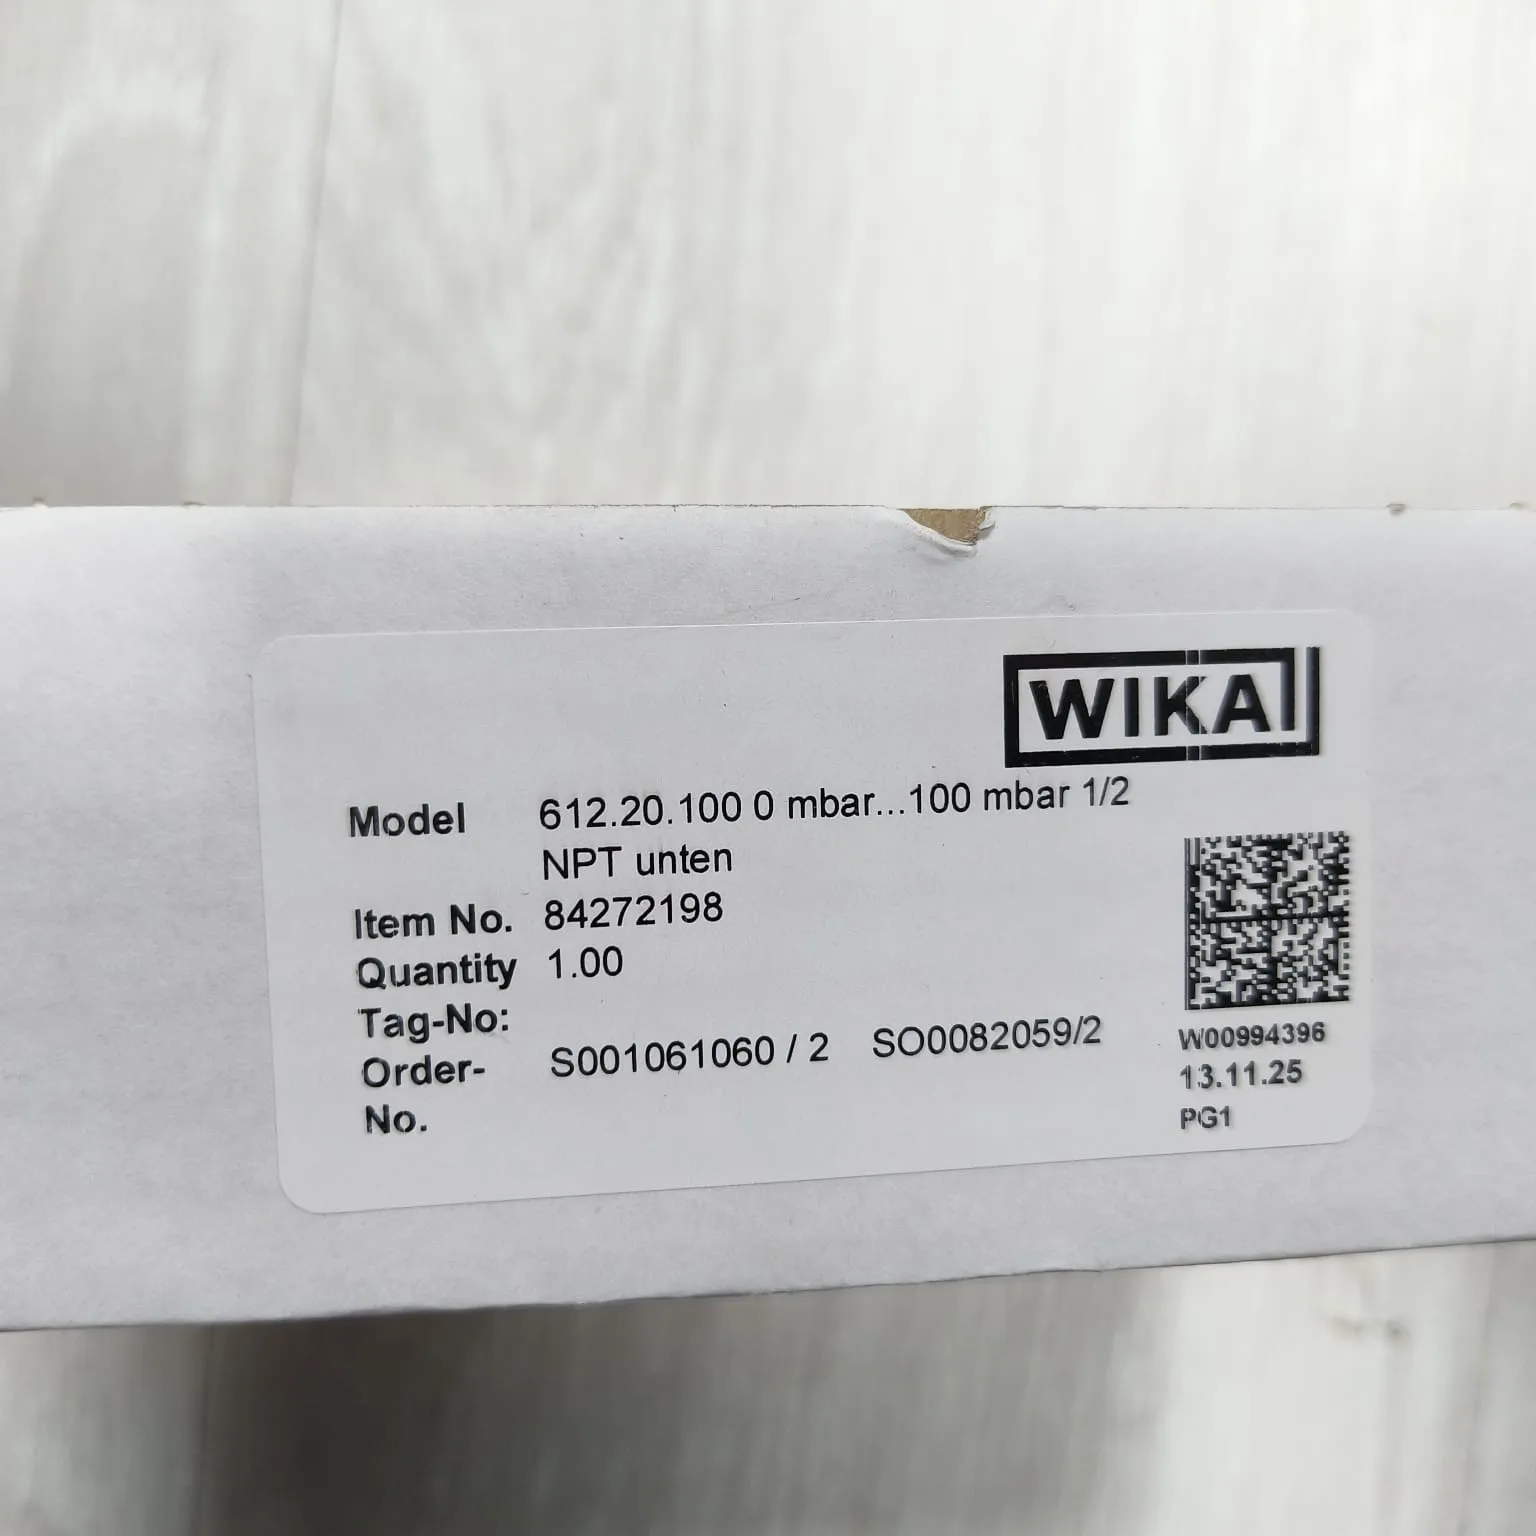 WIKA
Model 612.20.100 0 mbar...100 mbar 1/2
NPT unten
Item No. 84272198
Quantity 1.00
Tag-No:
Order- S001061060 / 2 SO0082059/2
No.
W00994396
13.11.25
PG1